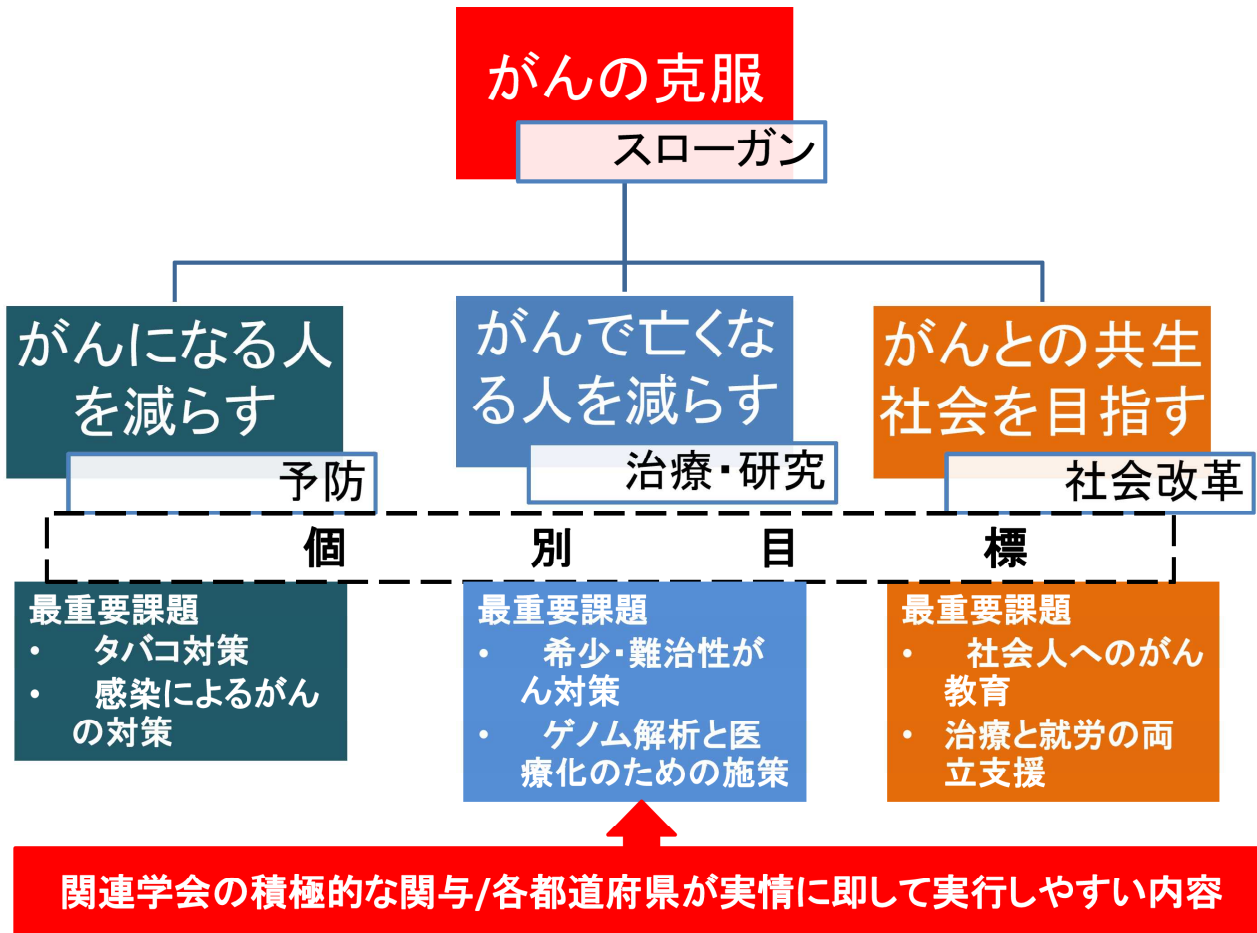 がんの克服
スローガン
がんになる人
を減らす
予防
がんで亡くな
る人を減らす
治療・研究
がんとの共生
社会を目指す
社会改革
個別目標
最重要課題
• タバコ対策
• 感染によるがん
の対策
最重要課題
• 希少・難治性が
ん対策
• ゲノム解析と医
療化のための施策
最重要課題
• 社会人へのがん
教育
• 治療と就労の両
立支援
関連学会の積極的な関与/各都道府県が実情に即して実行しやすい内容